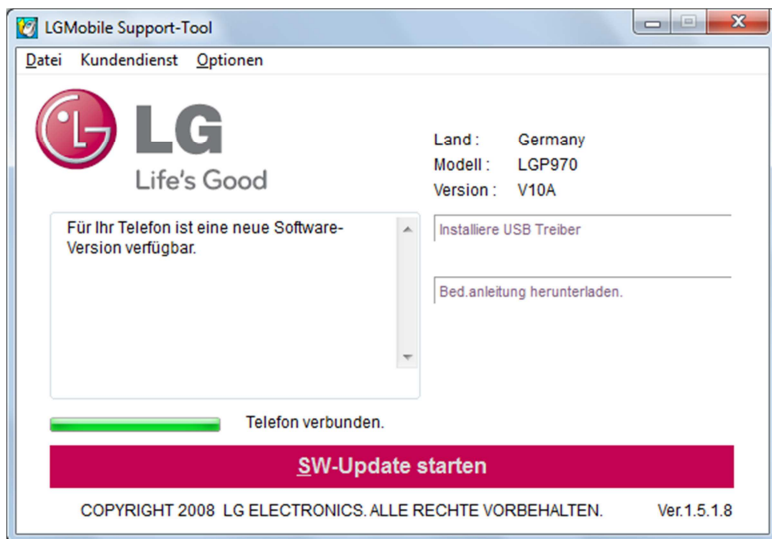 LGMobile Support-Tool
Datei Kundendienst Optionen
LG
Life's Good
Land : Germany
Modell : LGP970
Version : V10A
Für Ihr Telefon ist eine neue Software-
Version verfügbar.
Installiere USB Treiber
Bed.anleitung herunterladen.
Telefon verbunden.
SW-Update starten
COPYRIGHT 2008 LG ELECTRONICS. ALLE RECHTE VORBEHALTEN. Ver.1.5.1.8